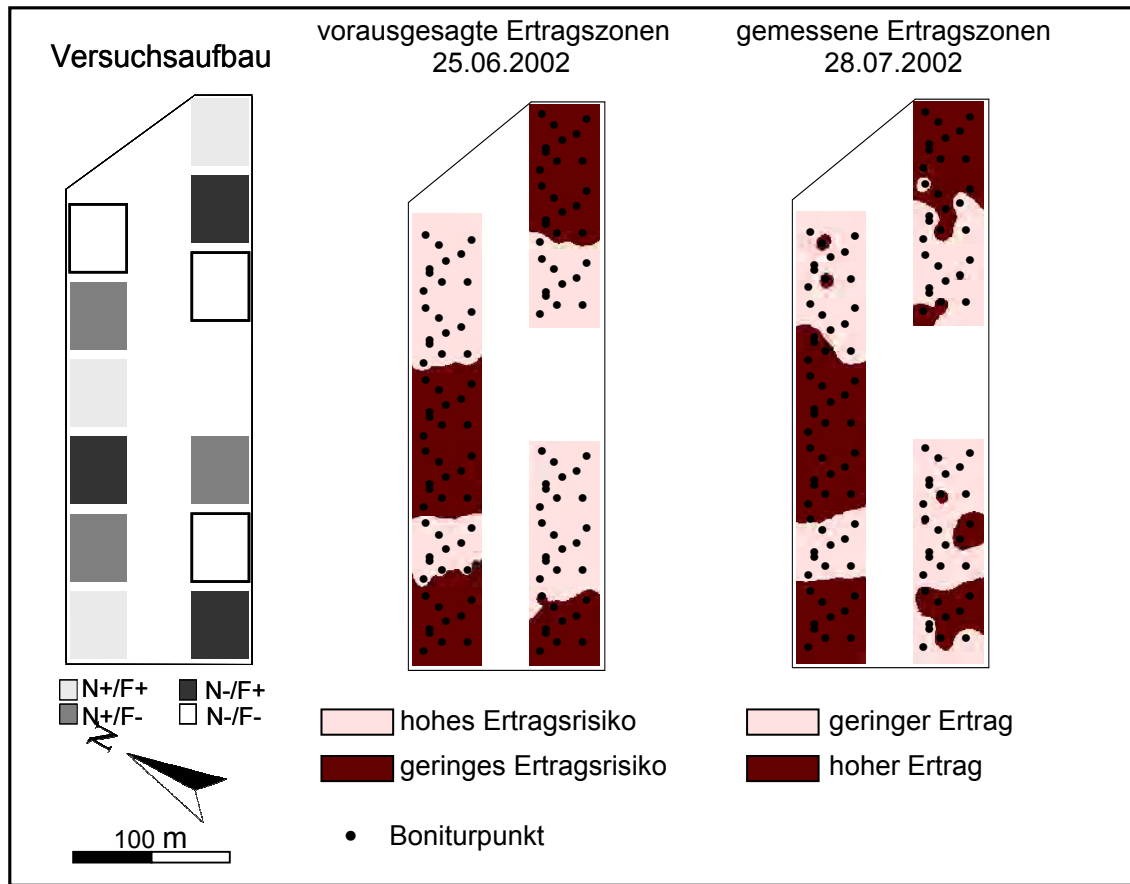 Versuchsaufbau
vorausgesagte Ertragszonen
25.06.2002
gemessene Ertragszonen
28.07.2002
N+/F+
N-/F+
N+/F-
N-/F-
N
100 m
hohes Ertragsrisiko
geringes Ertragsrisiko
Boniturpunkt
geringer Ertrag
hoher Ertrag